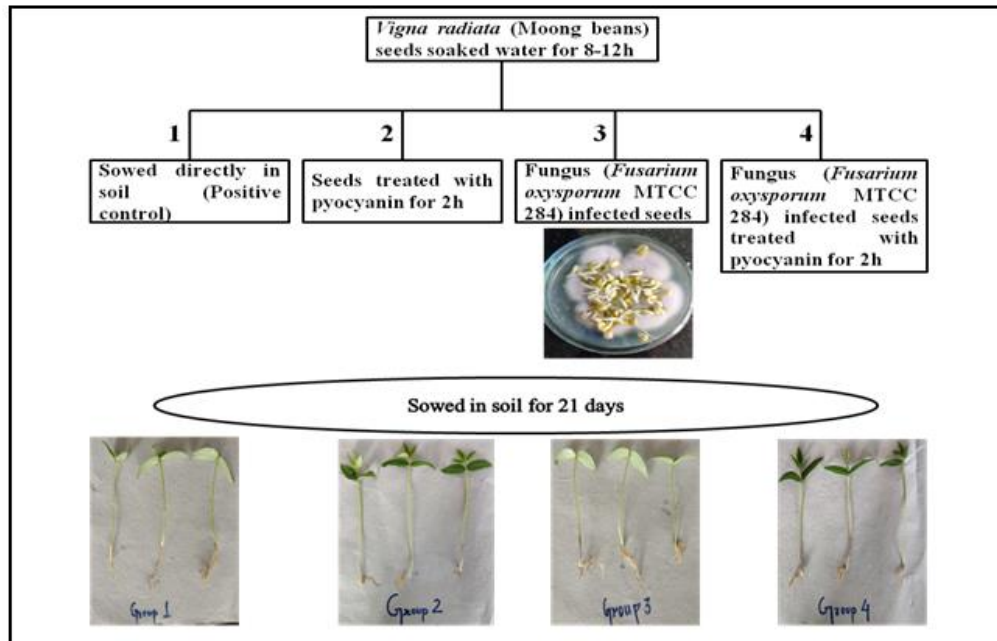 Vigna radiata (Moong beans)
seeds soaked water for 8-12h
1
2
3
4
Sowed directly in
soil (Positive
control)
Seeds treated with
pyocyanin for 2h
Fungus (Fusarium
oxysporum MTCC
284) infected seeds
Fungus (Fusarium
oxysporum MTCC
284) infected seeds
treated with
pyocyanin for 2h
Sowed in soil for 21 days
Group 1
Group 2
Group 3
Group 4